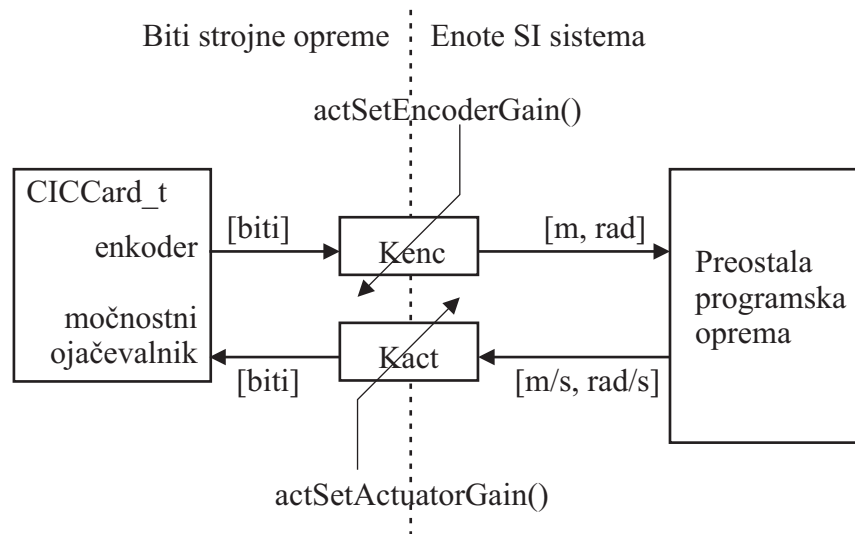 Biti strojne opreme
Enote SI sistema
actSetEncoderGain()
CICCard_t
enkoder
[biti]
Kenc
[m, rad]
Preostala
programska
oprema
močnostni
ojačevalnik
[biti]
Kact
[m/s, rad/s]
actSetActuatorGain()